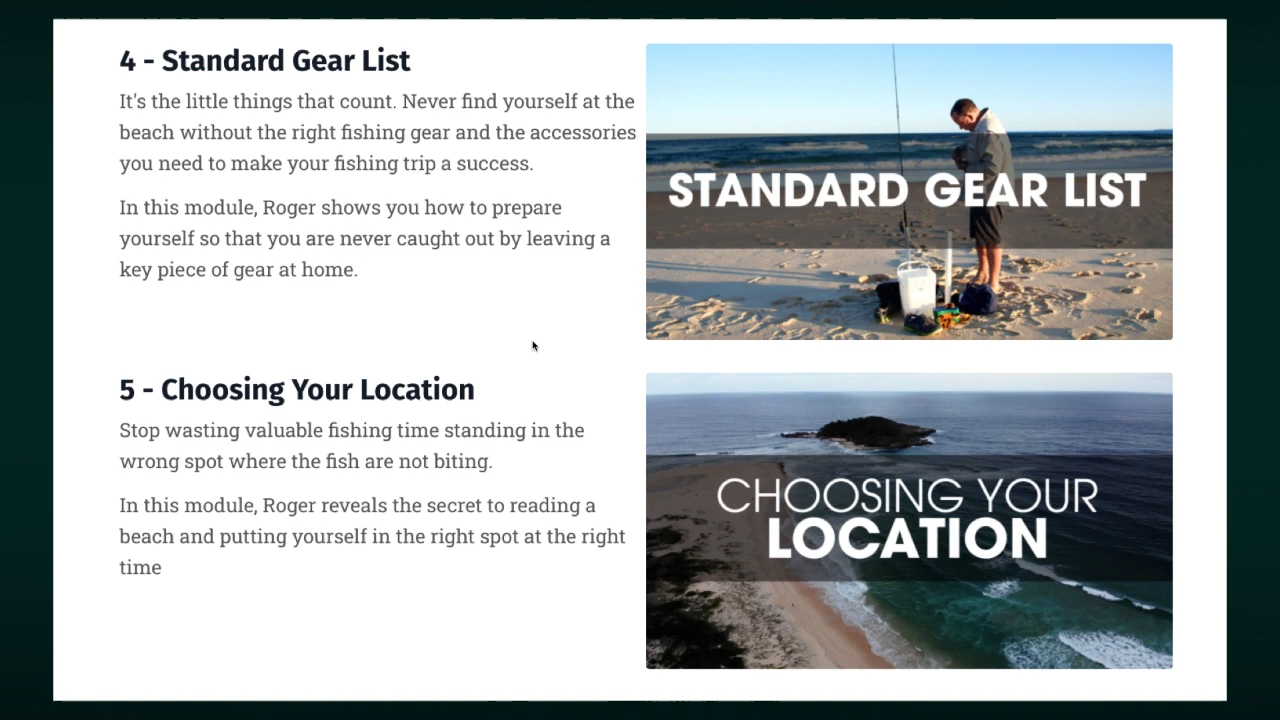 4 - Standard Gear List
It's the little things that count. Never find yourself at the
beach without the right fishing gear and the accessories
you need to make your fishing trip a success.
In this module, Roger shows you how to prepare
yourself so that you are never caught out by leaving a
key piece of gear at home.
STANDARD GEAR LIST
5 - Choosing Your Location
Stop wasting valuable fishing time standing in the
wrong spot where the fish are not biting.
In this module, Roger reveals the secret to reading a
beach and putting yourself in the right spot at the right
time
CHOOSING YOUR
LOCATION